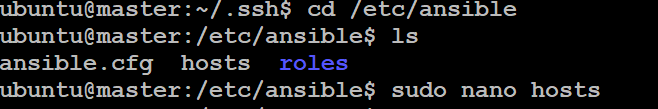 ubuntu@master:~/.ssh$ cd /etc/ansible
ubuntu@master:/etc/ansible$ ls
ansible.cfg  hosts  roles
ubuntu@master:/etc/ansible$ sudo nano hosts